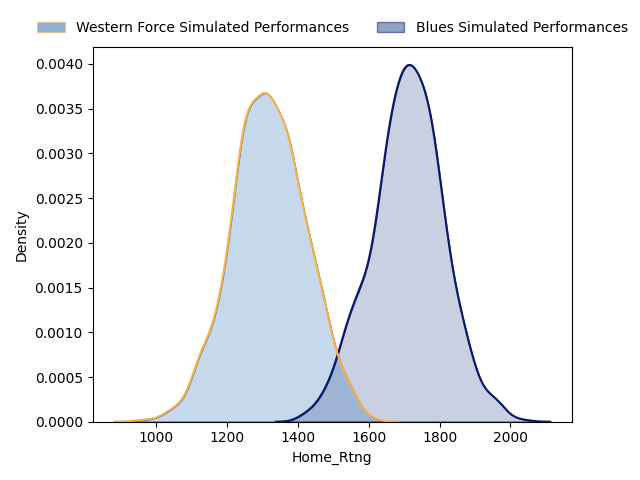 Western Force Simulated Performances Blues Simulated Performances
0.0040
0.0035
0.0030
0.0025
0.0020
0.0015
0.0010
0.0005
0.0000
Density
1000 1200 1400 1600 1800 2000
Home_Rtng